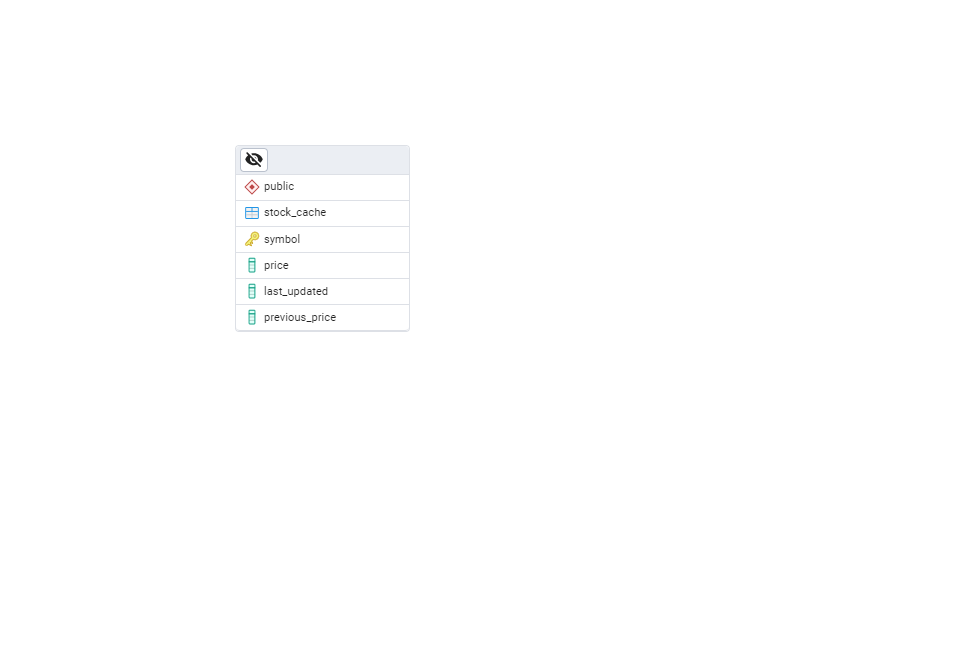 public
stock_cache
symbol
price
last_updated
previous_price